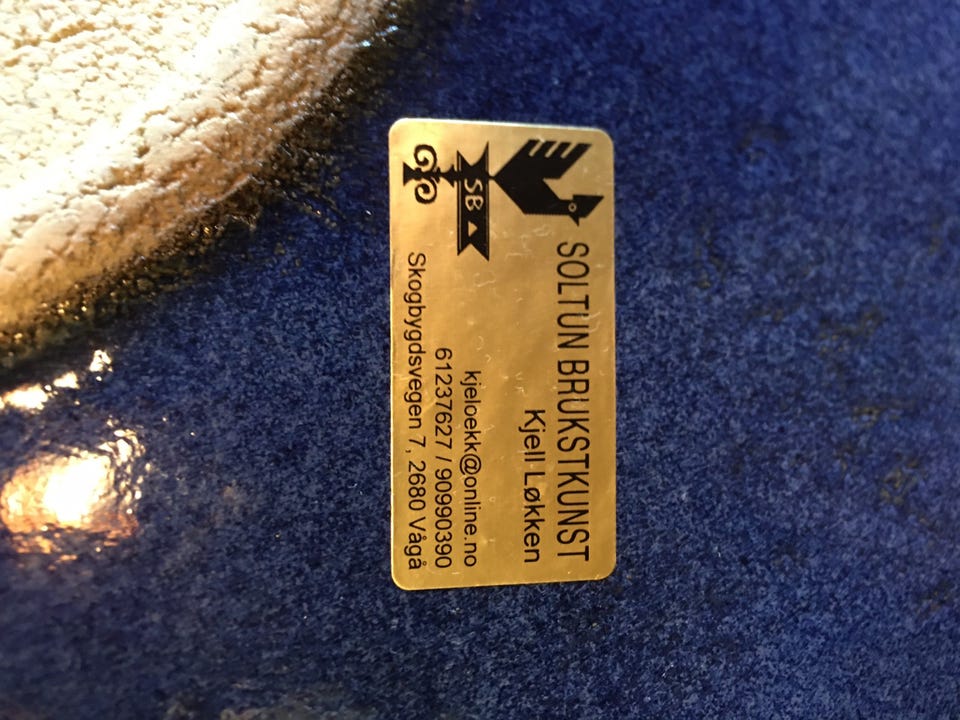 SOLTUN BRUKSTKUNST
Kjell Løkken
SB
kjeloekk@online.no
61237627 / 90990390
Skogbygdsvegen 7, 2680 Vågå